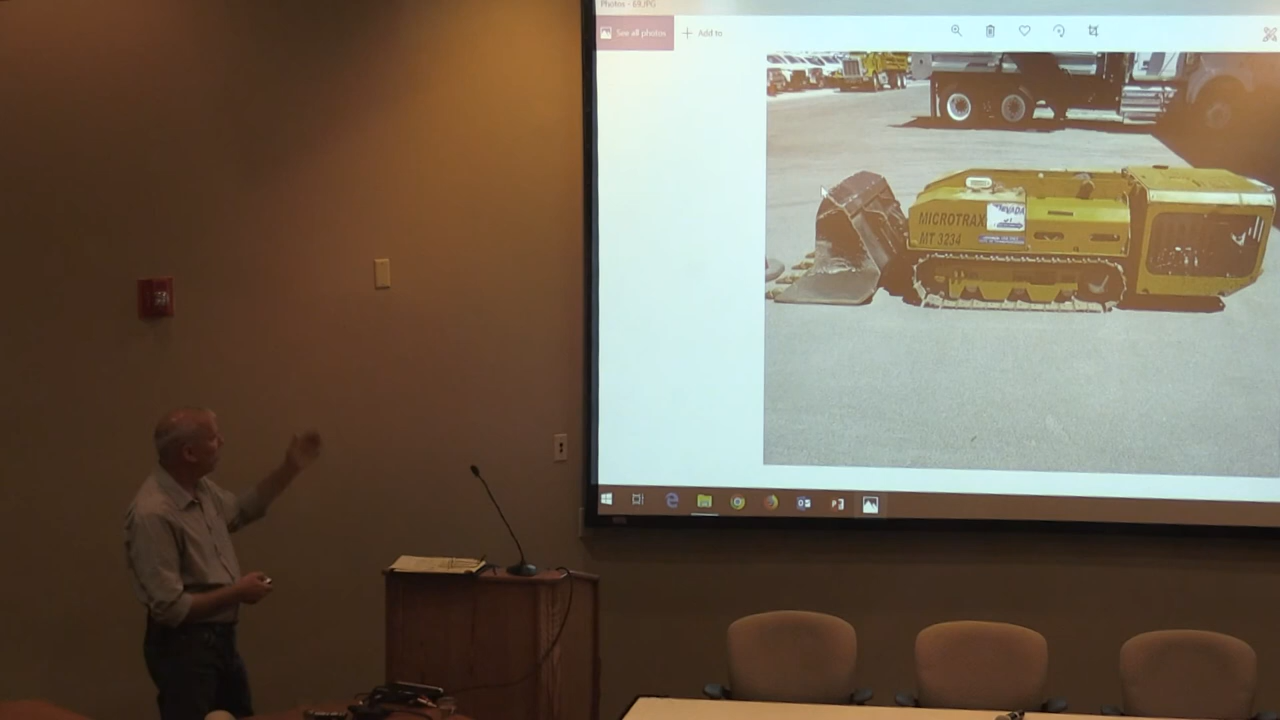 Photos - 69.JPG
See all photos
+ Add to
MICROTRAX
MT 3234
NEVADA